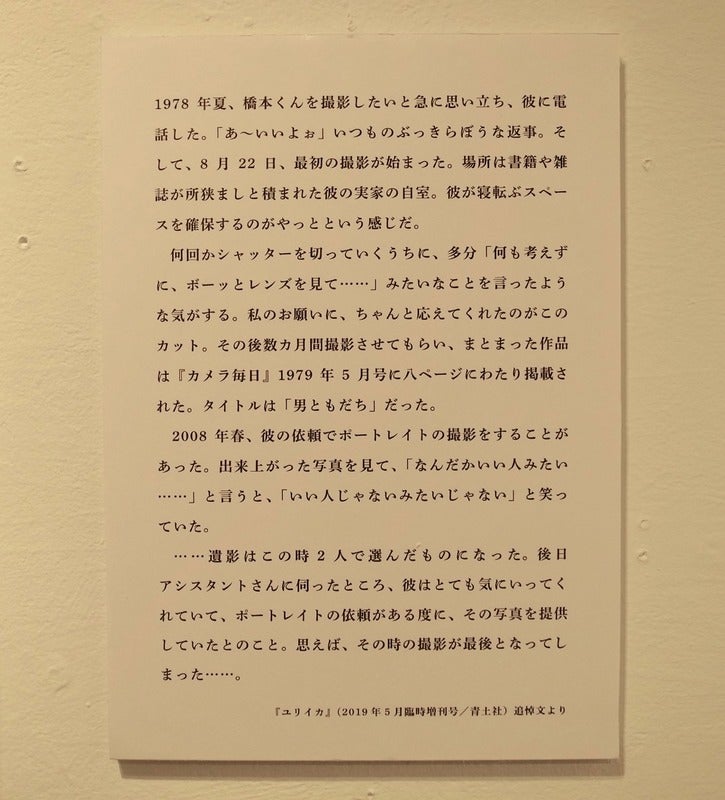 1978 年夏、橋本くんを撮影したいと急に思い立ち、彼に電
話した。「あ〜いいよぉ」いつものぶっきらぼうな返事。そ
して、8 月 22 日、最初の撮影が始まった。場所は書籍や雑
誌が所狭ましと積まれた彼の実家の自室。彼が寝転ぶスペー
スを確保するのがやっとという感じだ。
何回かシャッターを切っていくうちに、多分「何も考えず
に、ボーッとレンズを見て……」みたいなことを言ったよう
な気がする。私のお願いに、ちゃんと応えてくれたのがこの
カット。その後数カ月間撮影させてもらい、まとまった作品
は『カメラ毎日』1979 年 5 月号に八ページにわたり掲載さ
れた。タイトルは「男ともだち」だった。
2008 年春、彼の依頼でポートレイトの撮影をすることが
あった。出来上がった写真を見て、「なんだかいい人みたい
……」と言うと、「いい人じゃないみたいじゃない」と笑っ
ていた。
……遺影はこの時 2 人で選んだものになった。後日
アシスタントさんに伺ったところ、彼はとても気にいってく
れていて、ポートレイトの依頼がある度に、その写真を提供
していたとのこと。思えば、その時の撮影が最後となってし
まった……。
『ユリイカ』（2019 年 5 月臨時増刊号／青土社）追悼文より